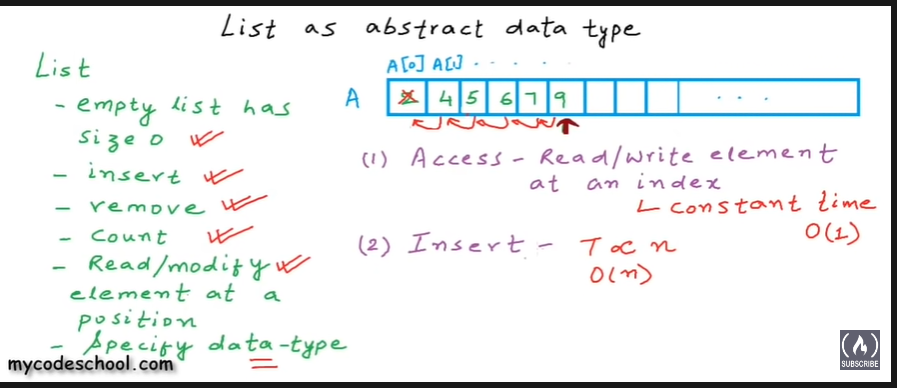 List as abstract data type
List
- empty list has
size 0
- insert
- remove
- count
- Read/modify
element at a
position
- Specify data-type
mycodeschool.com
A[0] A[1] . . . . .
A 2 4 5 6 7 9 . . .
(1) Access - Read/Write element
at an index
constant time
O(1)
(2) Insert - T ∝ n
O(n)
SUBSCRIBE